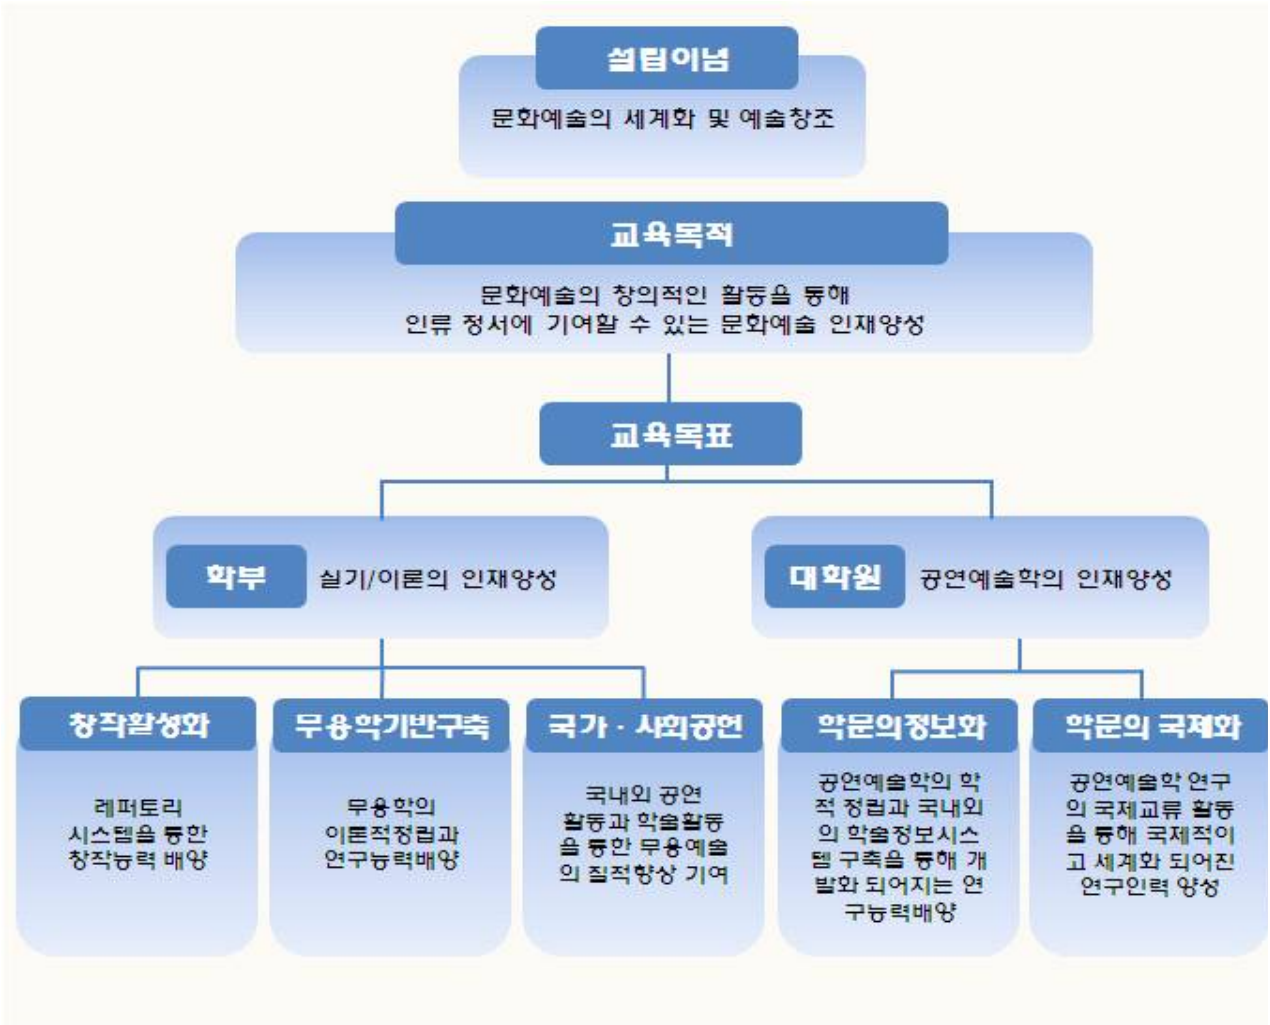 설립이념
문화예술의 세계화 및 예술창조
교육목적
문화예술의 창의적인 활동을 통해
인류 정서에 기여할 수 있는 문화예술 인재양성
교육목표
학부
실기/이론의 인재양성
대학원
공연예술학의 인재양성
창작활성화
레퍼토리
시스템을 통한
창작능력 배양
무용학기반구축
무용학의
이론적정립과
연구능력배양
국가 · 사회공헌
국내외 공연
활동과 학술활동
을 통한 무용예술
의 질적향상 기여
학문의정보화
공연예술학의 학
적 정립과 국내외
의 학술정보시스
템 구축을 통해 개
발화 되어지는 연
구능력배양
학문의 국제화
공연예술학 연구
의 국제교류 활동
을 통해 국제적이
고 세계화 되어진
연구인력 양성